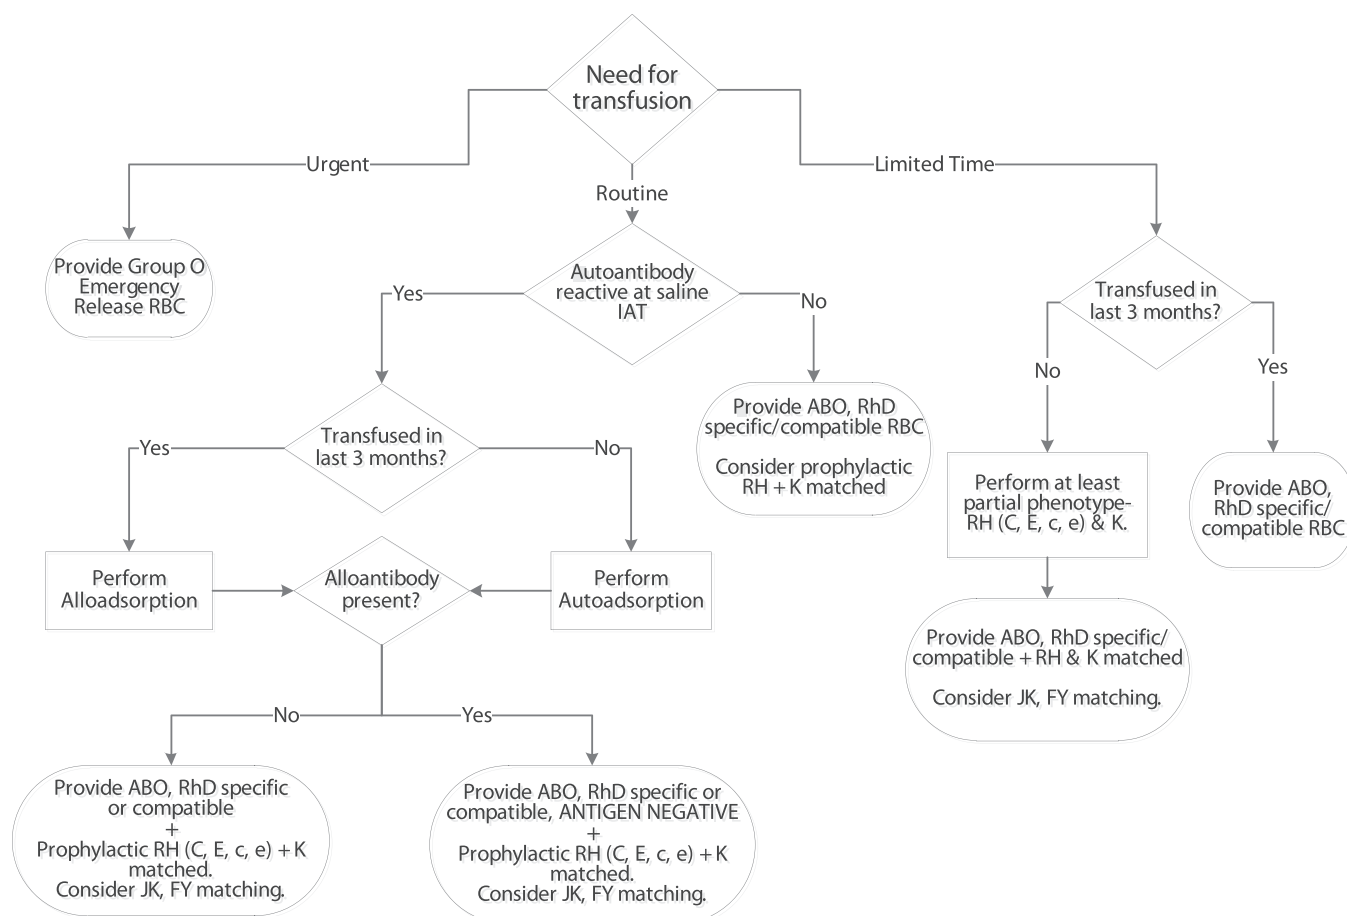 Need for
transfusion
Urgent
Routine
Limited Time
Provide Group O
Emergency
Release RBC
Autoantibody
reactive at saline
IAT
Yes
No
Transfused in
last 3 months?
No
Yes
Provide ABO, RhD
specific/compatible RBC
Consider prophylactic
RH + K matched
Transfused in
last 3 months?
Yes
No
Perform at least
partial phenotype-
RH (C, E, c, e) & K.
Provide ABO,
RhD specific/
compatible RBC
Perform
Alloadsorption
Alloantibody
present?
Perform
Autoadsorption
Provide ABO, RhD specific/
compatible + RH & K matched
Consider JK, FY matching.
No
Yes
Provide ABO, RhD specific
or compatible
+
Prophylactic RH (C, E, c, e) + K
matched.
Consider JK, FY matching.
Provide ABO, RhD specific or
compatible, ANTIGEN NEGATIVE
+
Prophylactic RH (C, E, c, e) + K
matched.
Consider JK, FY matching.